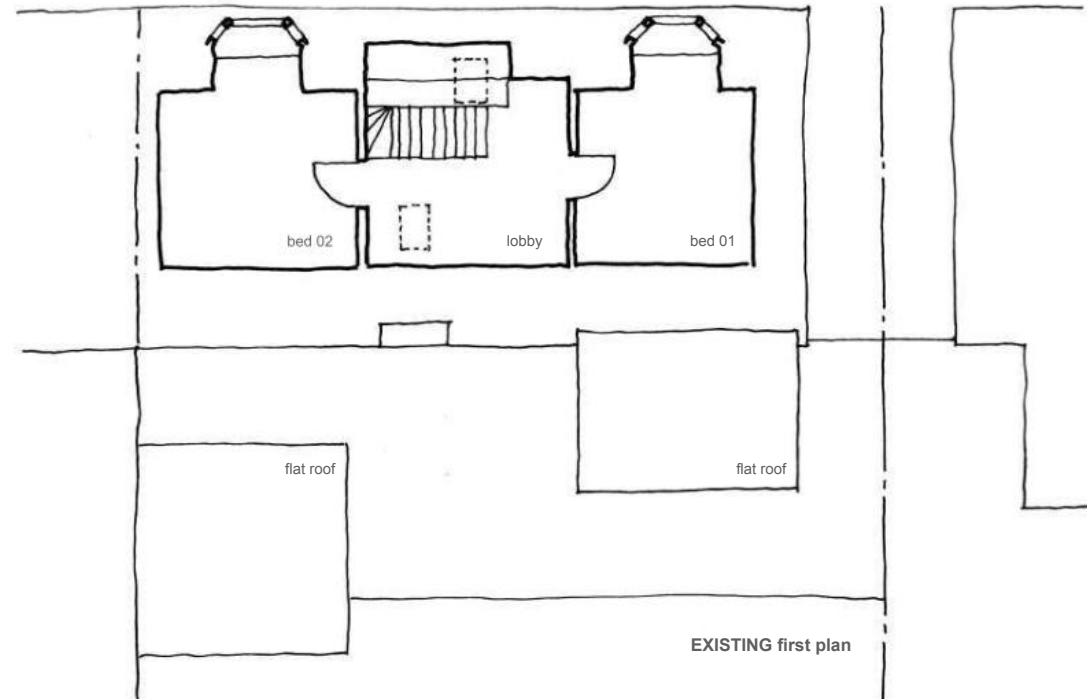 bed 02
lobby
bed 01
flat roof
flat roof
EXISTING first plan